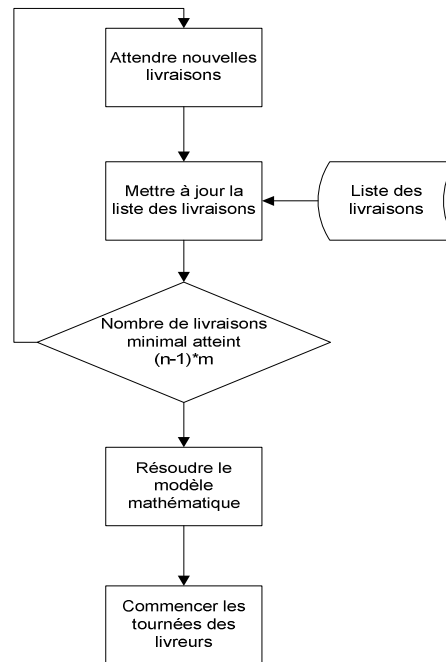 Attendre nouvelles
livraisons
Mettre à jour la
liste des livraisons
Liste des
livraisons
Nombre de livraisons
minimal atteint
(n-1)*m
Résoudre le
modèle
mathématique
Commencer les
tournées des
livreurs